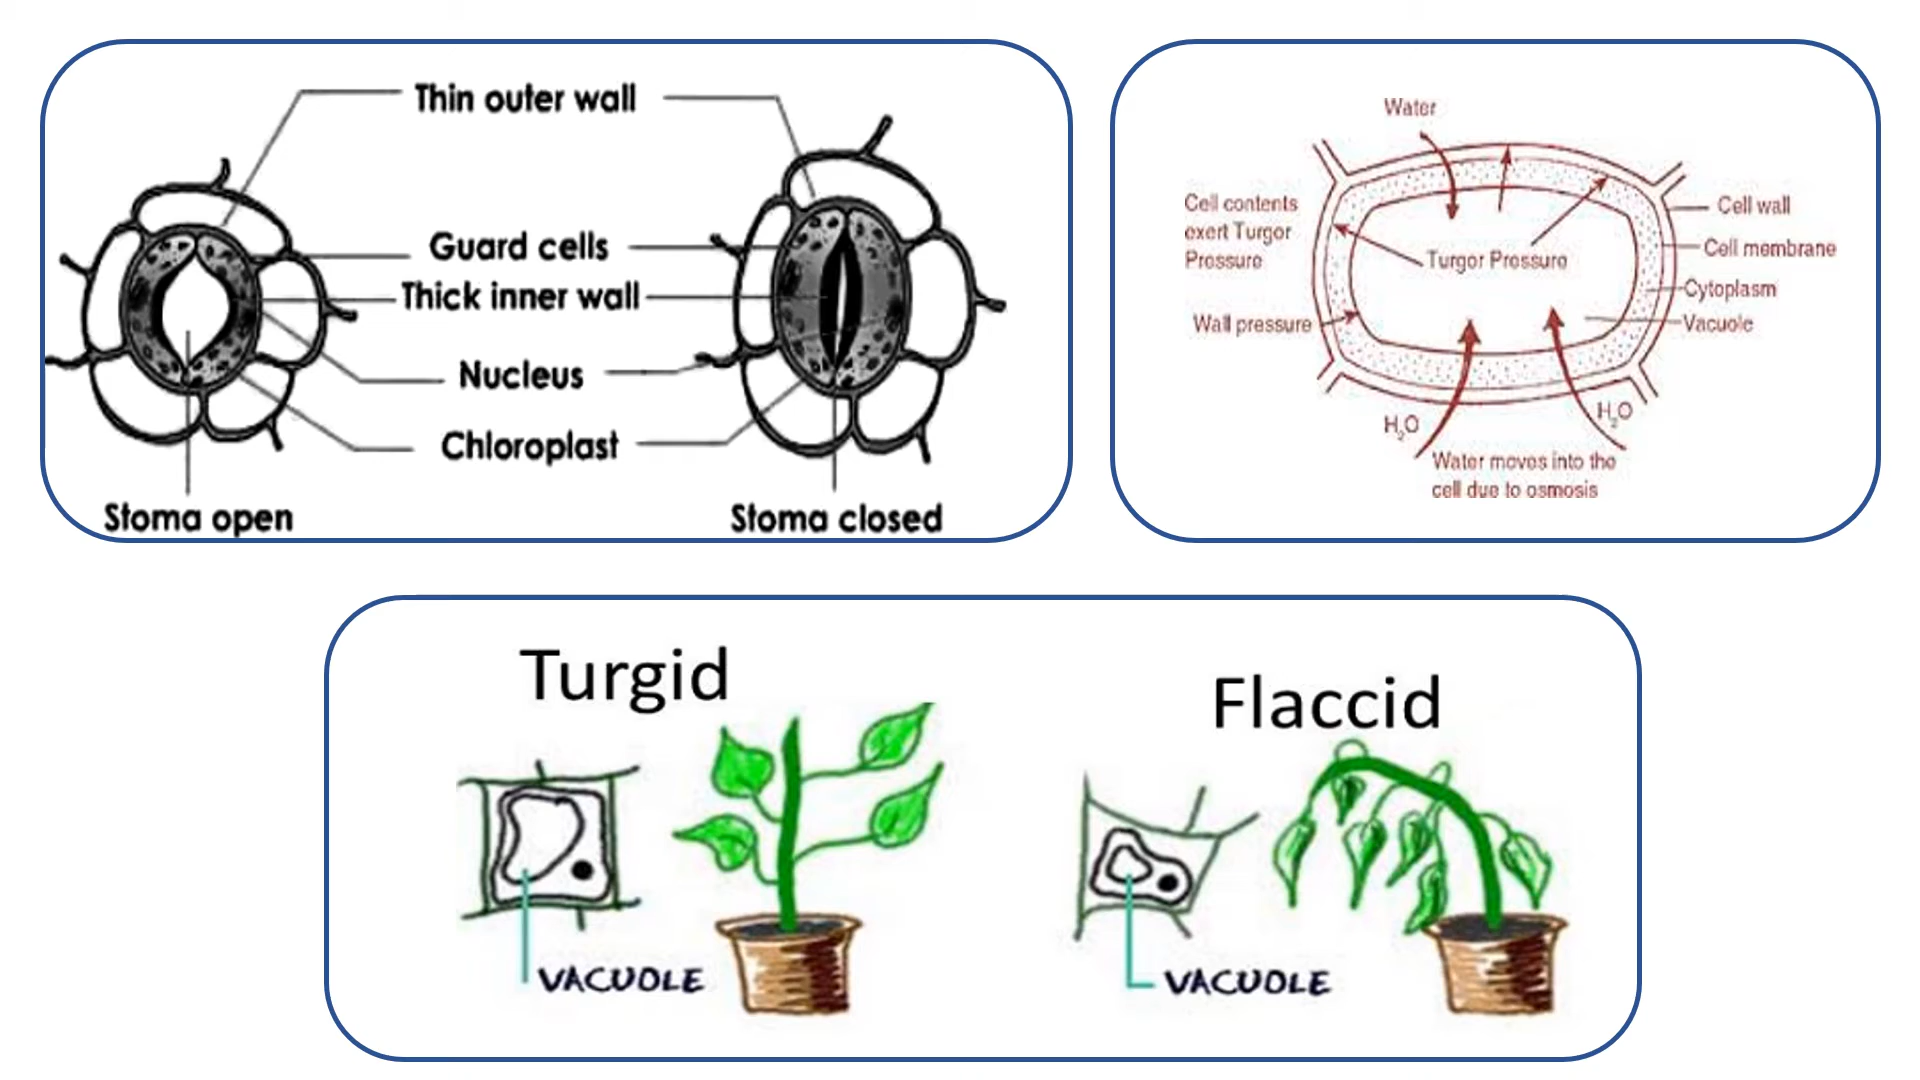 Thin outer wall
Guard cells
Thick inner wall
Nucleus
Chloroplast
Stoma open
Stoma closed
Water
Cell contents
exert Turgor
Pressure
Turgor Pressure
Wall pressure
Cell wall
Cell membrane
Cytoplasm
Vacuole
H₂O
H₂O
Water moves into the
cell due to osmosis
Turgid
VACUOLE
Flaccid
VACUOLE